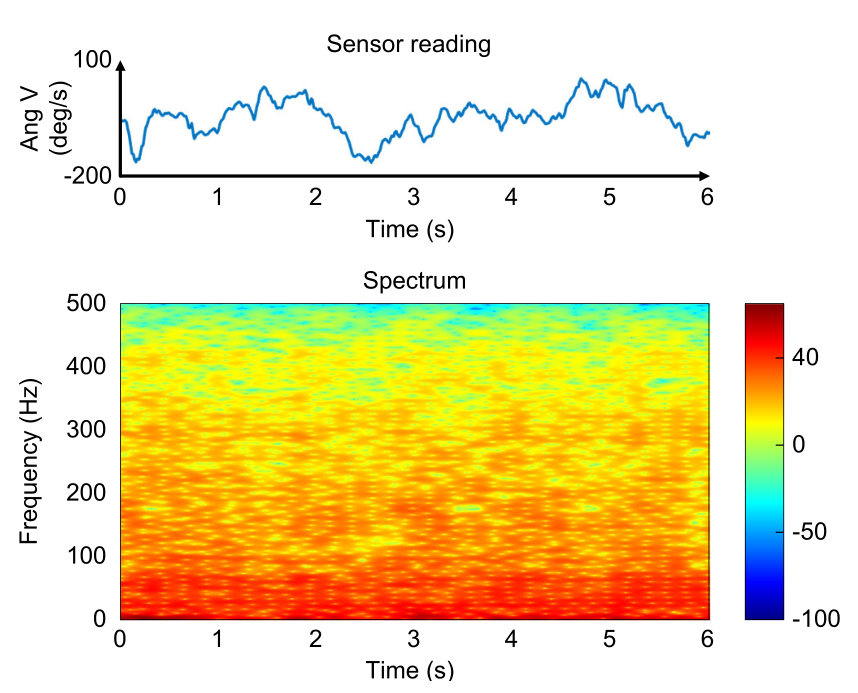 Sensor reading
100
Ang V
(deg/s)
-200
0 1 2 3 4 5 6
Time (s)
Spectrum
500
400
300
200
100
0
Frequency (Hz)
0 1 2 3 4 5 6
Time (s)
40
0
-50
-100